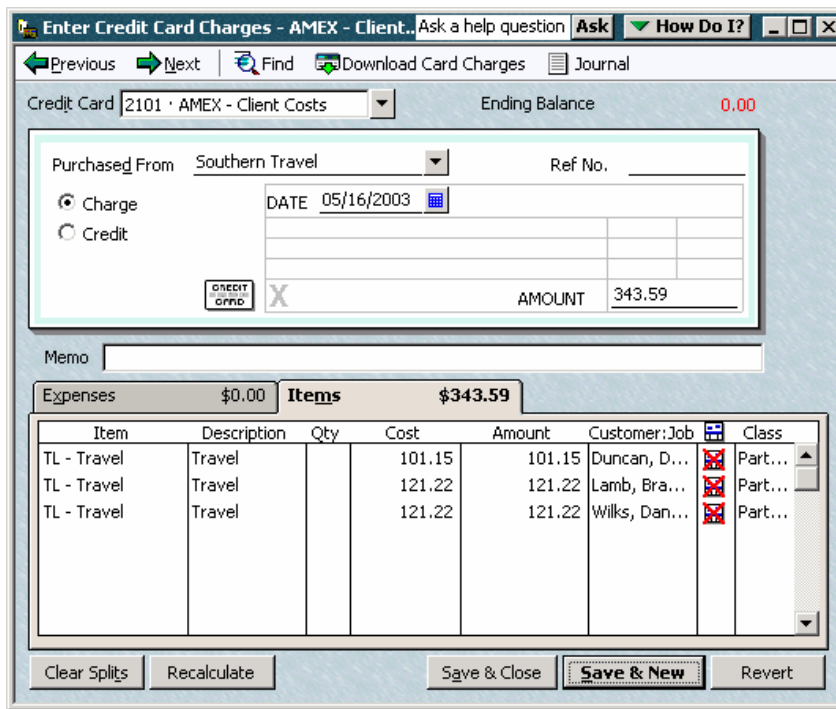 Enter Credit Card Charges - AMEX - Client.. Ask a help question Ask How Do I?
Previous Next Find Download Card Charges Journal
Credit Card 2101 · AMEX - Client Costs Ending Balance 0.00
Purchased From Southern Travel Ref No.
Charge DATE 05/16/2003
Credit
CREDIT
CARD X AMOUNT 343.59
Memo
Expenses $0.00 Items $343.59
Item Description Qty Cost Amount Customer:Job Class
TL - Travel Travel 101.15 101.15 Duncan, D... Part...
TL - Travel Travel 121.22 121.22 Lamb, Bra... Part...
TL - Travel Travel 121.22 121.22 Wilks, Dan... Part...
Clear Splits Recalculate Save & Close Save & New Revert